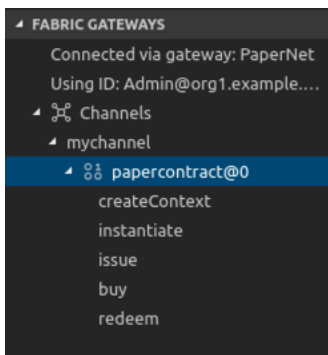 FABRIC GATEWAYS
Connected via gateway: PaperNet
Using ID: Admin@org1.example....
Channels
mychannel
papercontract@0
createContext
instantiate
issue
buy
redeem